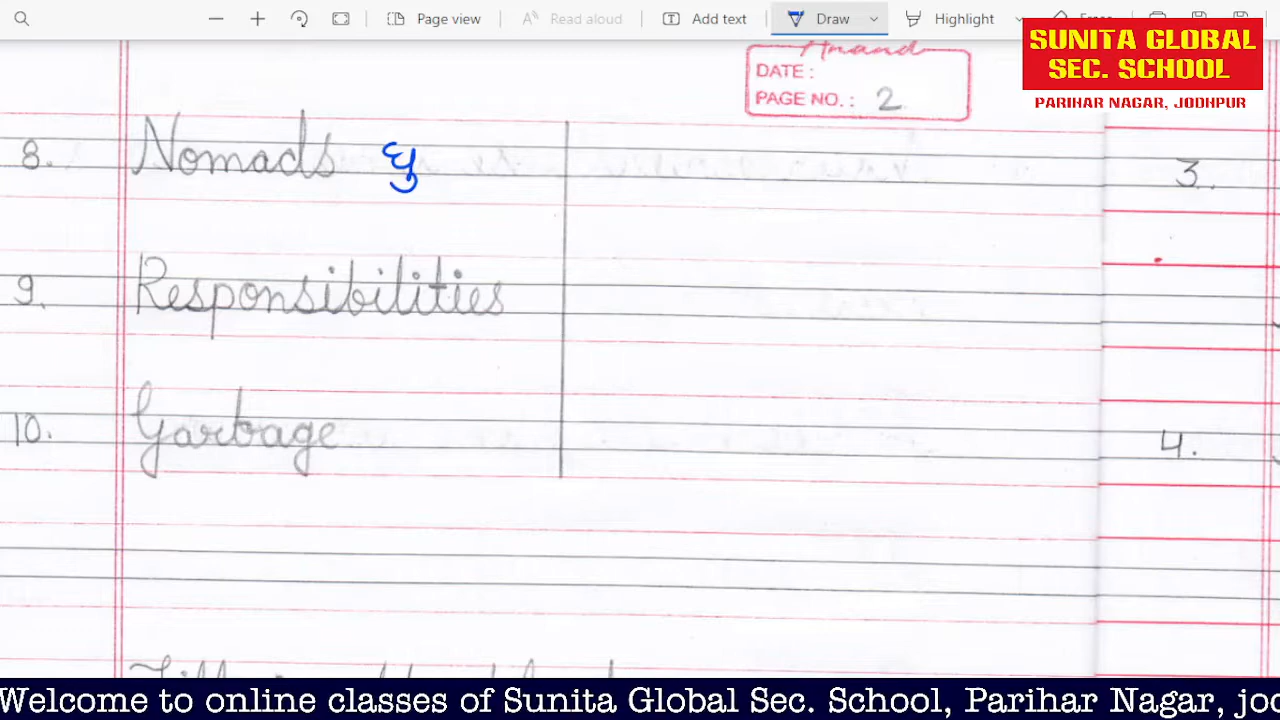 Page view
Read aloud
Add text
Draw
Highlight
SUNITA GLOBAL
SEC. SCHOOL
PARIHAR NAGAR, JODHPUR
Anand
DATE :
PAGE NO. : 2
8. Nomads घु
3.
9. Responsibilities
10. Garbage
4.
Welcome to online classes of Sunita Global Sec. School, Parihar Nagar, jod